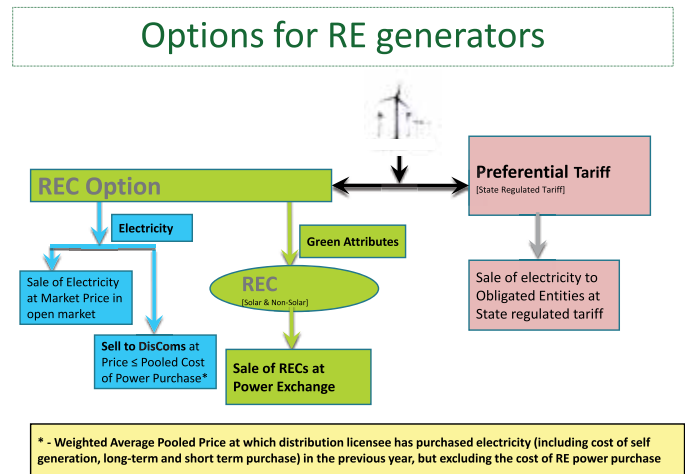 Options for RE generators
REC Option
Preferential Tariff
[State Regulated Tariff]
Electricity
Green Attributes
Sale of Electricity
at Market Price in
open market
REC
[Solar & Non-Solar]
Sale of electricity to
Obligated Entities at
State regulated tariff
Sell to DisComs at
Price ≤ Pooled Cost
of Power Purchase*
Sale of RECs at
Power Exchange
* - Weighted Average Pooled Price at which distribution licensee has purchased electricity (including cost of self
generation, long-term and short term purchase) in the previous year, but excluding the cost of RE power purchase